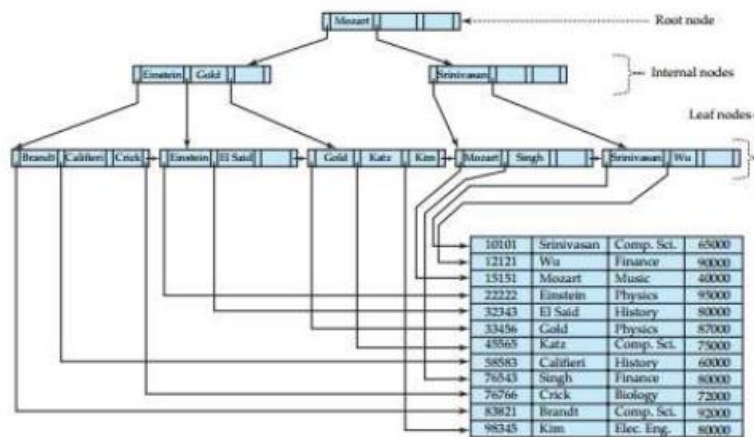 Mozart
Root node
Einstein Gold
Srinivasan
Internal nodes
Leaf nodes
Brandt Califieri Crick Einstein El Said Gold Katz Kim Mozart Singh Srinivasan Wu
10101 Srinivasan Comp. Sci. 65000
12121 Wu Finance 90000
15151 Mozart Music 40000
22222 Einstein Physics 95000
32343 El Said History 80000
33456 Gold Physics 87000
45565 Katz Comp. Sci. 75000
58583 Califieri History 60000
76543 Singh Finance 80000
76766 Crick Biology 72000
83821 Brandt Comp. Sci. 92000
98345 Kim Elec. Eng. 80000